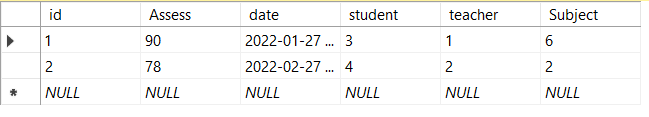 id Assess date student teacher Subject
1 90 2022-01-27 ... 3 1 6
2 78 2022-02-27 ... 4 2 2
NULL NULL NULL NULL NULL NULL